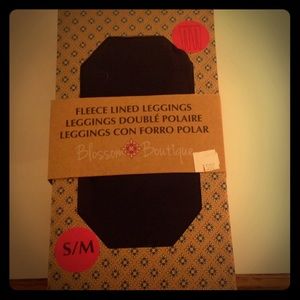 FLEECE LINED LEGGINGS
LEGGINGS DOUBLÉ POLAIRE
LEGGINGS CON FORRO POLAR
Blossom Boutique
S/M